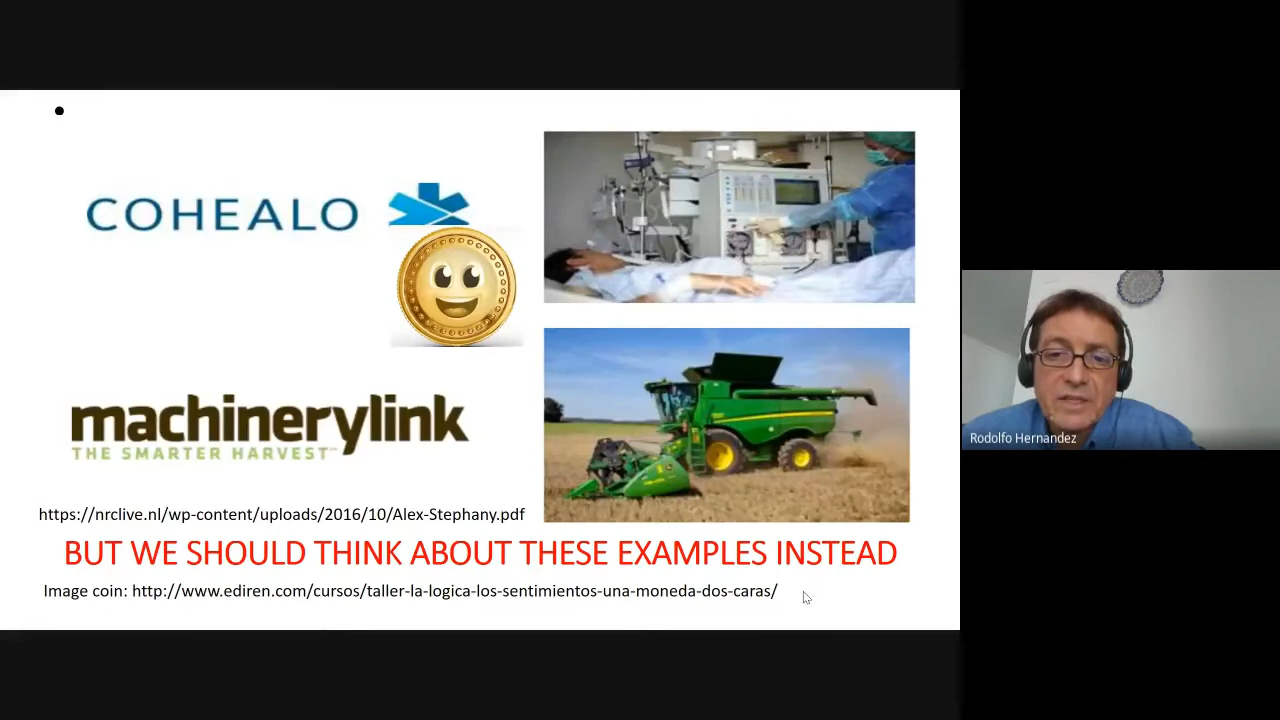 COHEALO
machinerylink
THE SMARTER HARVEST
https://nrclive.nl/wp-content/uploads/2016/10/Alex-Stephany.pdf
BUT WE SHOULD THINK ABOUT THESE EXAMPLES INSTEAD
Image coin: http://www.ediren.com/cursos/taller-la-logica-los-sentimientos-una-moneda-dos-caras/
Rodolfo Hernandez